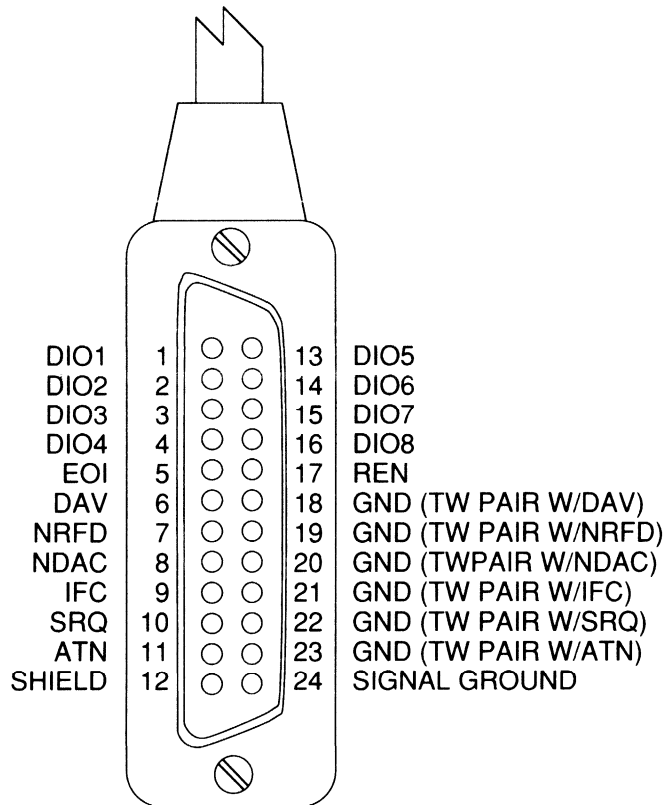 DIO1 1 13 DIO5
DIO2 2 14 DIO6
DIO3 3 15 DIO7
DIO4 4 16 DIO8
EOI 5 17 REN
DAV 6 18 GND (TW PAIR W/DAV)
NRFD 7 19 GND (TW PAIR W/NRFD)
NDAC 8 20 GND (TWPAIR W/NDAC)
IFC 9 21 GND (TW PAIR W/IFC)
SRQ 10 22 GND (TW PAIR W/SRQ)
ATN 11 23 GND (TW PAIR W/ATN)
SHIELD 12 24 SIGNAL GROUND